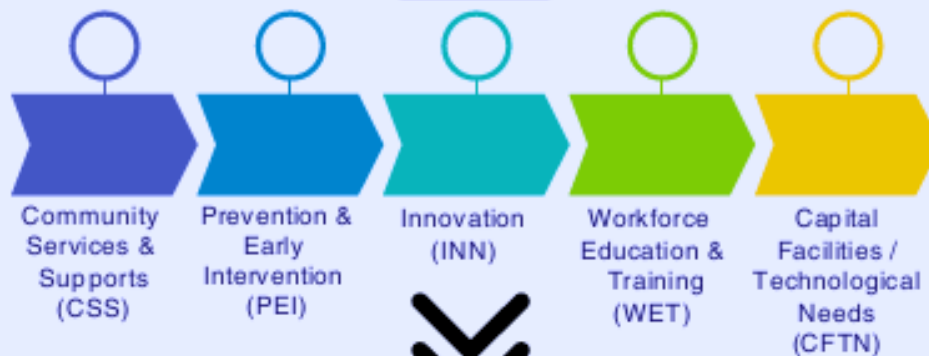 Community
Services &
Supports
(CSS)
Prevention &
Early
Intervention
(PEI)
Innovation
(INN)
Workforce
Education &
Training
(WET)
Capital
Facilities /
Technological
Needs
(CFTN)